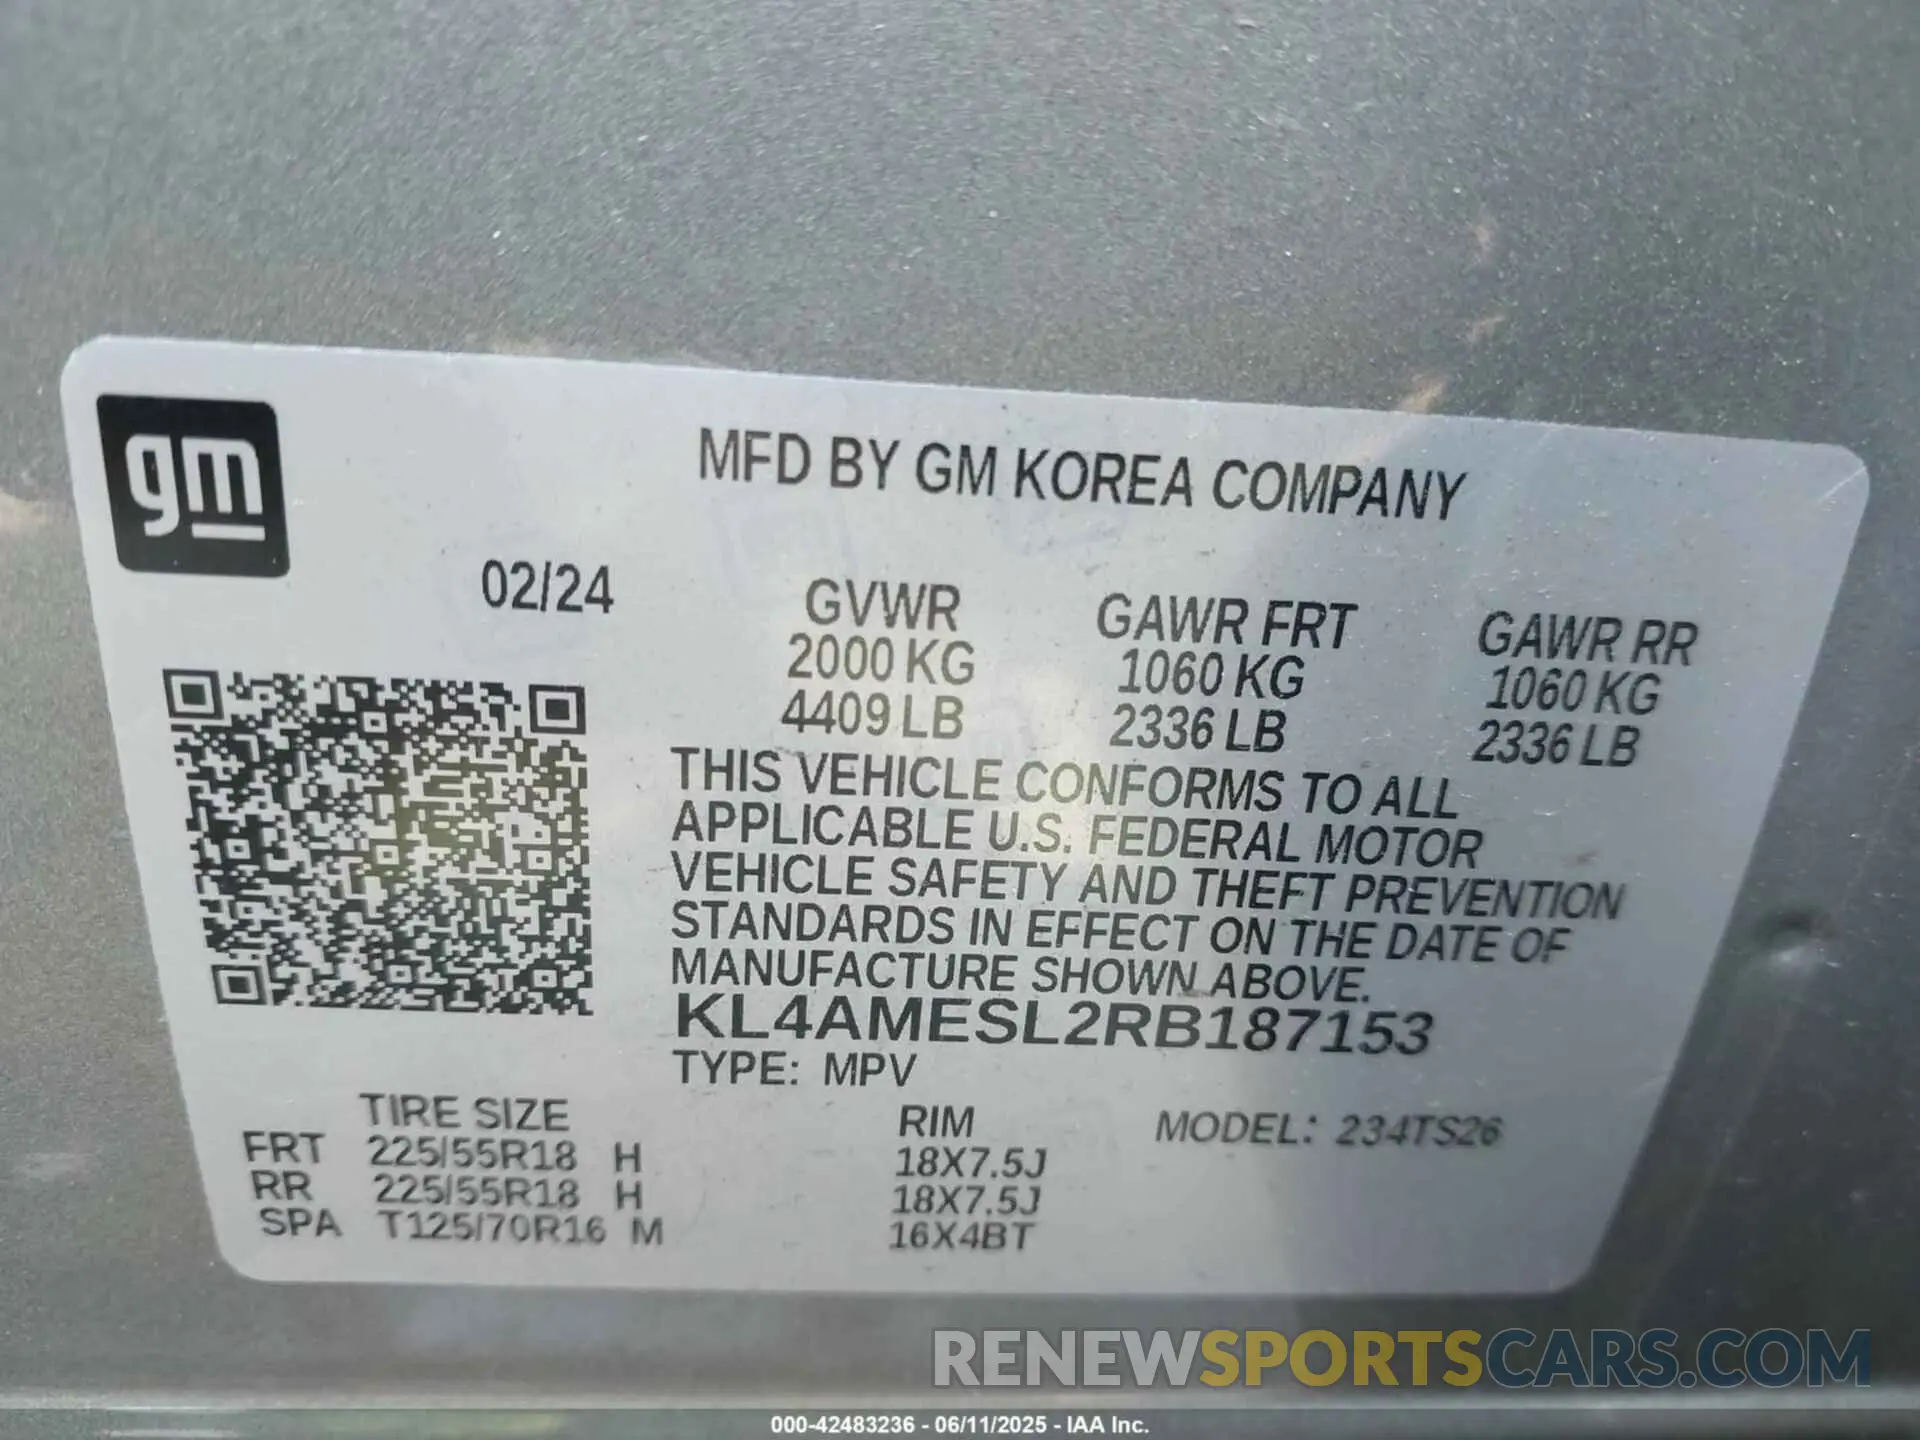 gm
MFD BY GM KOREA COMPANY
02/24
GVWR GAWR FRT GAWR RR
2000 KG 1060 KG 1060 KG
4409 LB 2336 LB 2336 LB
THIS VEHICLE CONFORMS TO ALL
APPLICABLE U.S. FEDERAL MOTOR
VEHICLE SAFETY AND THEFT PREVENTION
STANDARDS IN EFFECT ON THE DATE OF
MANUFACTURE SHOWN ABOVE.
KL4AMESL2RB187153
TYPE: MPV
TIRE SIZE RIM MODEL: 234TS26
FRT 225/55R18 H 18X7.5J
RR 225/55R18 H 18X7.5J
SPA T125/70R16 M 16X4BT
RENEWSPORTSCARS.COM
000-42483236 - 06/11/2025 - IAA Inc.